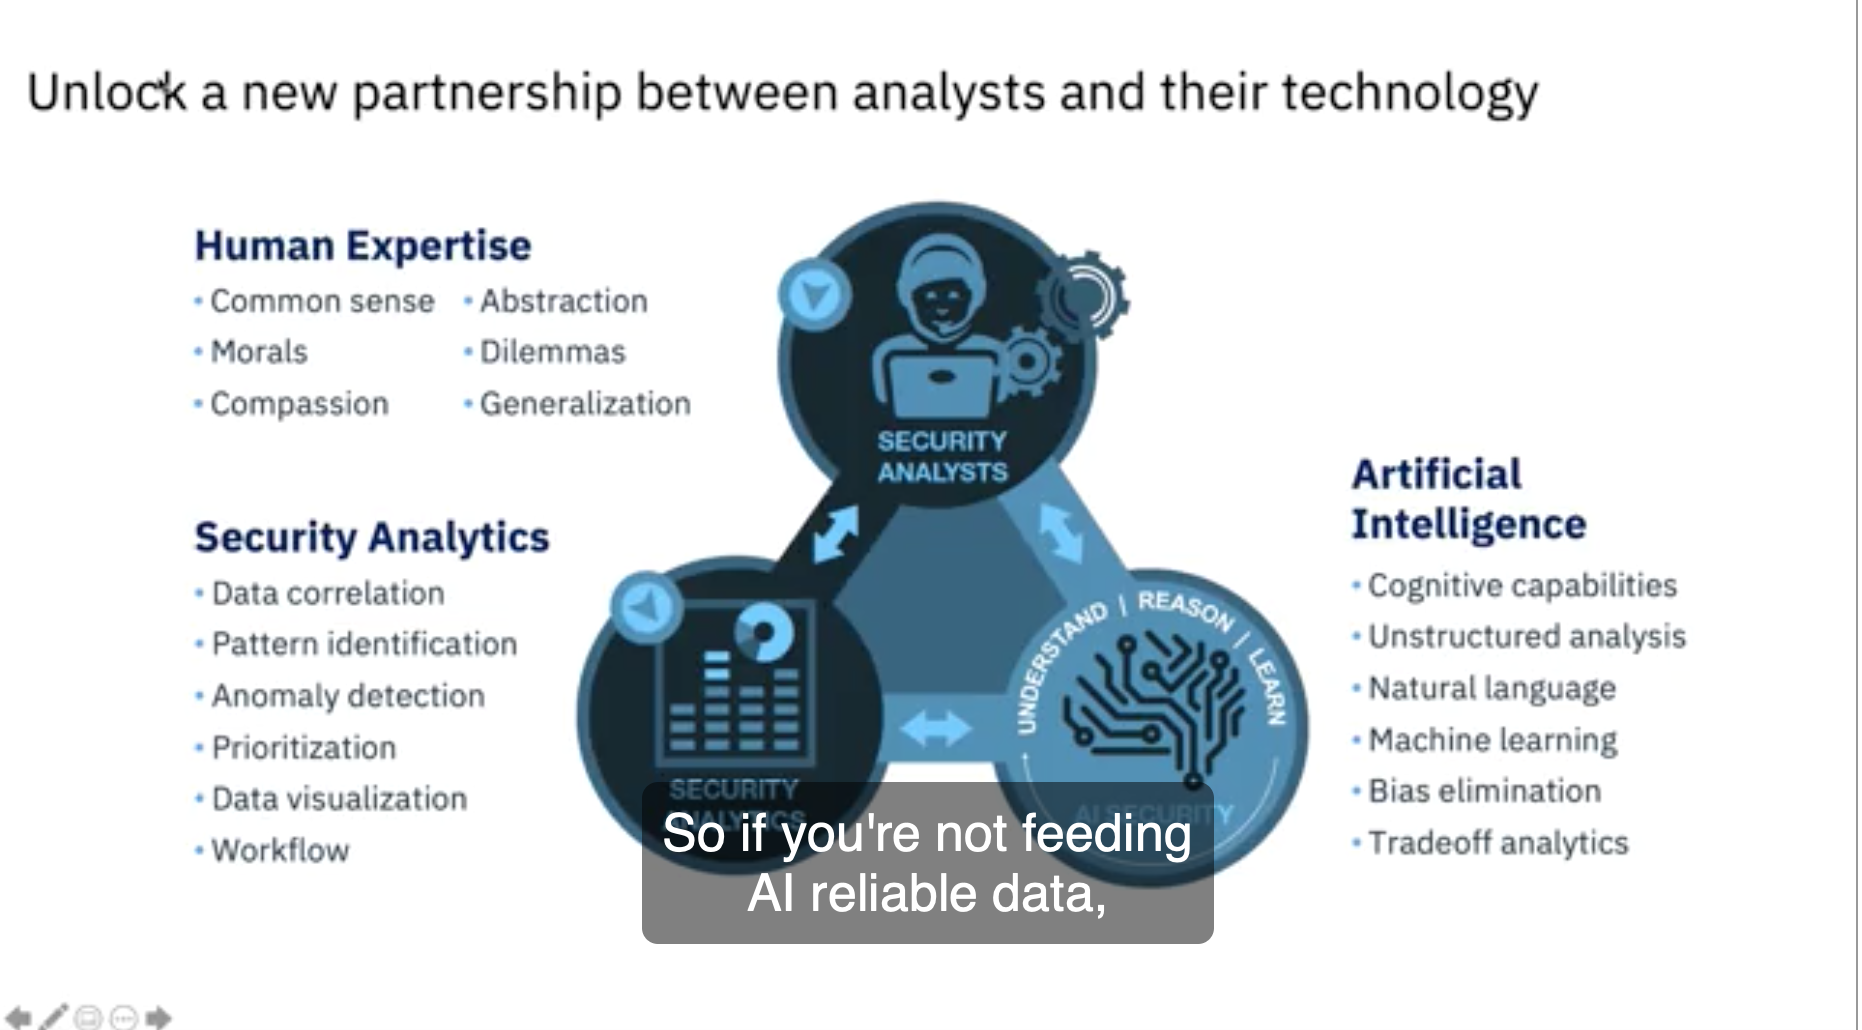 Unlock a new partnership between analysts and their technology
Human Expertise
• Common sense
• Morals
• Compassion
• Abstraction
• Dilemmas
• Generalization
SECURITY
ANALYSTS
Security Analytics
• Data correlation
• Pattern identification
• Anomaly detection
• Prioritization
• Data visualization
• Workflow
SECURITY
ANALYTICS
UNDERSTAND | REASON | LEARN
AI SECURITY
Artificial
Intelligence
• Cognitive capabilities
• Unstructured analysis
• Natural language
• Machine learning
• Bias elimination
• Tradeoff analytics
So if you're not feeding
AI reliable data,